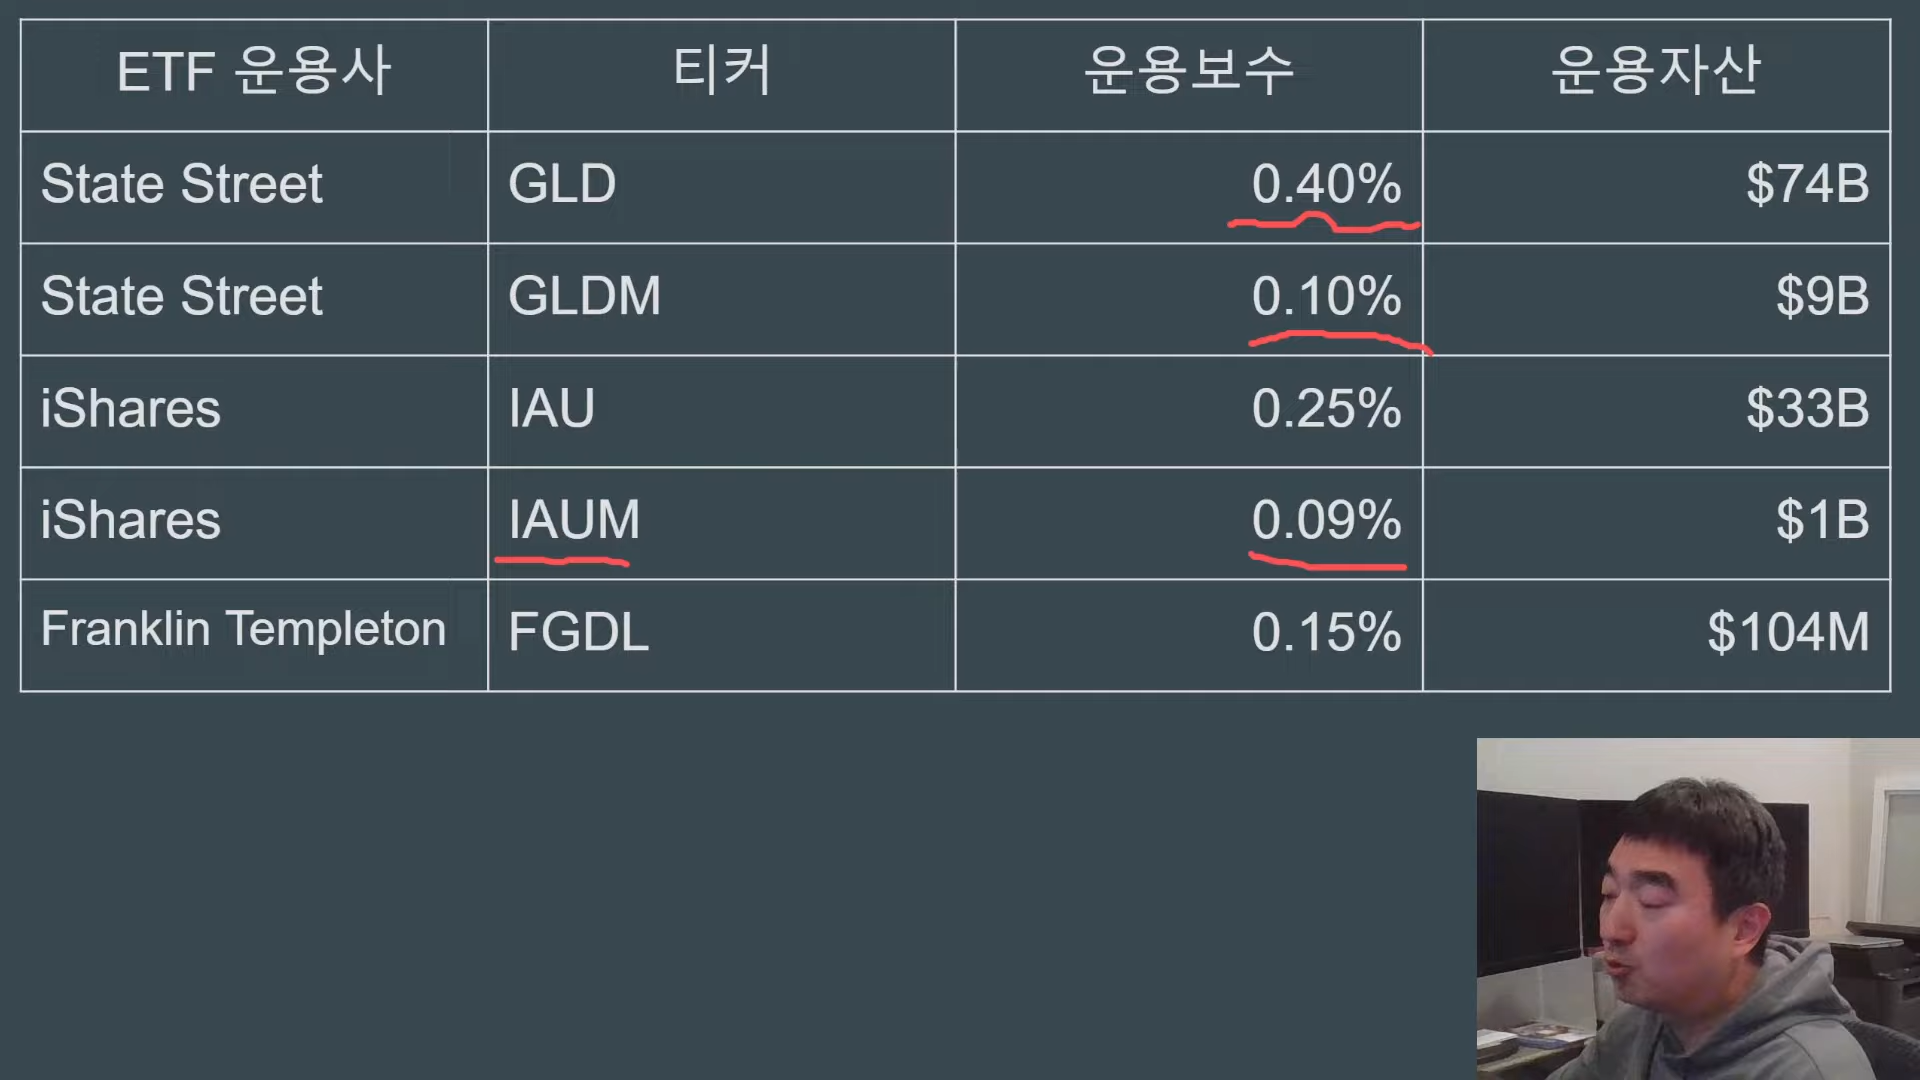 ETF 운용사 티커 운용보수 운용자산
State Street GLD 0.40% $74B
State Street GLDM 0.10% $9B
iShares IAU 0.25% $33B
iShares IAUM 0.09% $1B
Franklin Templeton FGDL 0.15% $104M